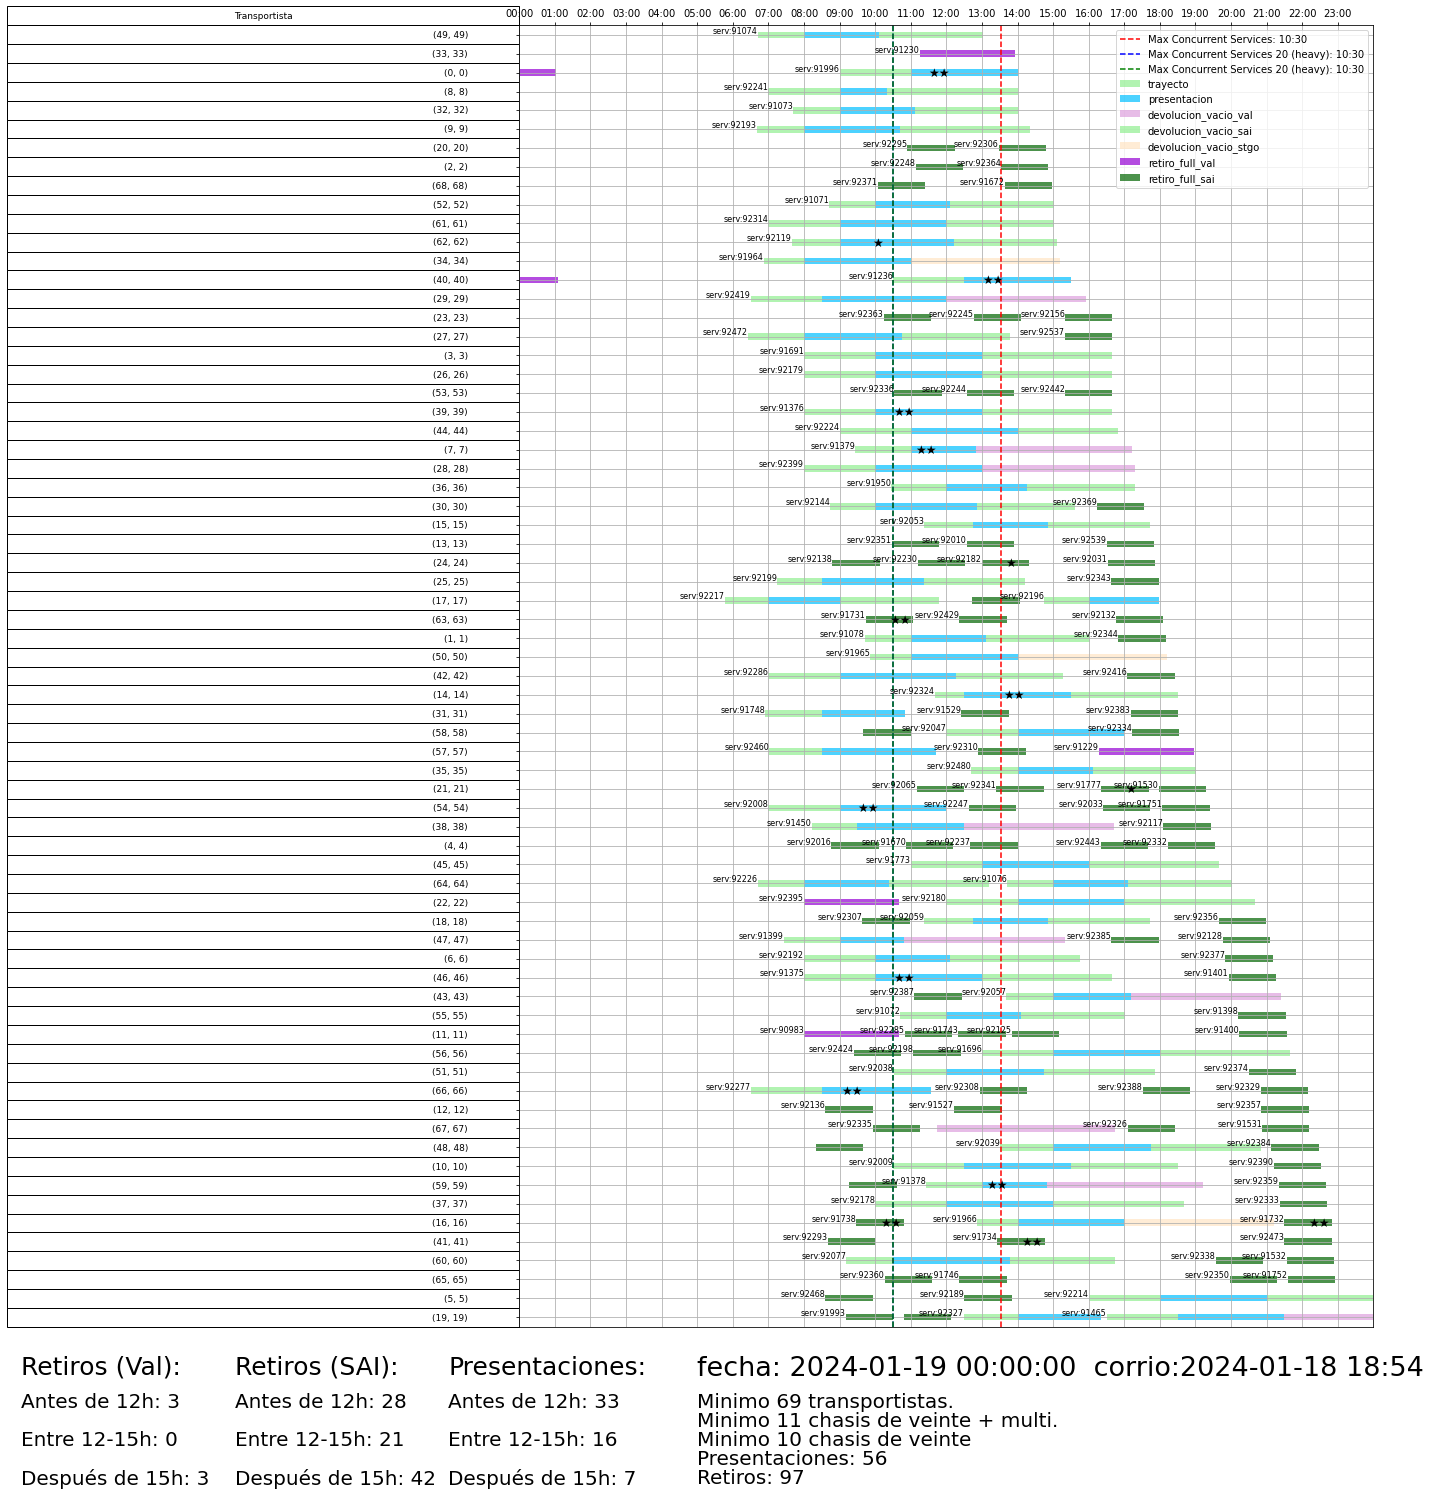 Transportista 00:00 01:00 02:00 03:00 04:00 05:00 06:00 07:00 08:00 09:00 10:00 11:00 12:00 13:00 14:00 15:00 16:00 17:00 18:00 19:00 20:00 21:00 22:00 23:00
Max Concurrent Services: 10:30
Max Concurrent Services 20 (heavy): 10:30
Max Concurrent Services 20 (heavy): 10:30
trayecto
presentacion
devolucion_vacio_val
devolucion_vacio_sai
devolucion_vacio_stgo
retiro_full_val
retiro_full_sai
(49, 49) serv:91074
(33, 33) serv:91230
(0, 0) serv:91996
(8, 8) serv:92241
(32, 32) serv:91073
(9, 9) serv:92193
(20, 20) serv:92295 serv:92306
(2, 2) serv:92248 serv:92364
(68, 68) serv:92371 serv:91672
(52, 52) serv:91071
(61, 61) serv:92314
(62, 62) serv:92119
(34, 34) serv:91964
(40, 40) serv:91236
(29, 29) serv:92419
(23, 23) serv:92363 serv:92245 serv:92156
(27, 27) serv:92472 serv:92537
(3, 3) serv:91691
(26, 26) serv:92179
(53, 53) serv:92336 serv:92244 serv:92442
(39, 39) serv:91376
(44, 44) serv:92224
(7, 7) serv:91379
(28, 28) serv:92399
(36, 36) serv:91950
(30, 30) serv:92144 serv:92369
(15, 15) serv:92053
(13, 13) serv:92351 serv:92010 serv:92539
(24, 24) serv:92138 serv:92230 serv:92182 serv:92031
(25, 25) serv:92199 serv:92343
(17, 17) serv:92217 serv:92196
(63, 63) serv:91731 serv:92429 serv:92132
(1, 1) serv:91078 serv:92344
(50, 50) serv:91965
(42, 42) serv:92286 serv:92416
(14, 14) serv:92324
(31, 31) serv:91748 serv:91529 serv:92383
(58, 58) serv:92047 serv:92334
(57, 57) serv:92460 serv:92310 serv:91229
(35, 35) serv:92480
(21, 21) serv:92065 serv:92341 serv:91777 serv:91530
(54, 54) serv:92008 serv:92247 serv:92033 serv:91751
(38, 38) serv:91450 serv:92117
(4, 4) serv:92016 serv:91670 serv:92237 serv:92443 serv:92332
(45, 45) serv:91773
(64, 64) serv:92226 serv:91076
(22, 22) serv:92395 serv:92180
(18, 18) serv:92307 serv:92059 serv:92356
(47, 47) serv:91399 serv:92385 serv:92128
(6, 6) serv:92192 serv:92377
(46, 46) serv:91375 serv:91401
(43, 43) serv:92387 serv:92057
(55, 55) serv:91072 serv:91398
(11, 11) serv:90983 serv:92285 serv:91743 serv:92125 serv:91400
(56, 56) serv:92424 serv:92198 serv:91696
(51, 51) serv:92038 serv:92374
(66, 66) serv:92277 serv:92308 serv:92388 serv:92329
(12, 12) serv:92136 serv:91527 serv:92357
(67, 67) serv:92335 serv:92326 serv:91531
(48, 48) serv:92039 serv:92384
(10, 10) serv:92009 serv:92390
(59, 59) serv:91378 serv:92359
(37, 37) serv:92178 serv:92333
(16, 16) serv:91738 serv:91966 serv:91732
(41, 41) serv:92293 serv:91734 serv:92473
(60, 60) serv:92077 serv:92338 serv:91532
(65, 65) serv:92360 serv:91746 serv:92350 serv:91752
(5, 5) serv:92468 serv:92189 serv:92214
(19, 19) serv:91993 serv:92327 serv:91465
Retiros (Val):
Antes de 12h: 3
Entre 12-15h: 0
Después de 15h: 3
Retiros (SAI):
Antes de 12h: 28
Entre 12-15h: 21
Después de 15h: 42
Presentaciones:
Antes de 12h: 33
Entre 12-15h: 16
Después de 15h: 7
fecha: 2024-01-19 00:00:00 corrio:2024-01-18 18:54
Minimo 69 transportistas.
Minimo 11 chasis de veinte + multi.
Minimo 10 chasis de veinte
Presentaciones: 56
Retiros: 97